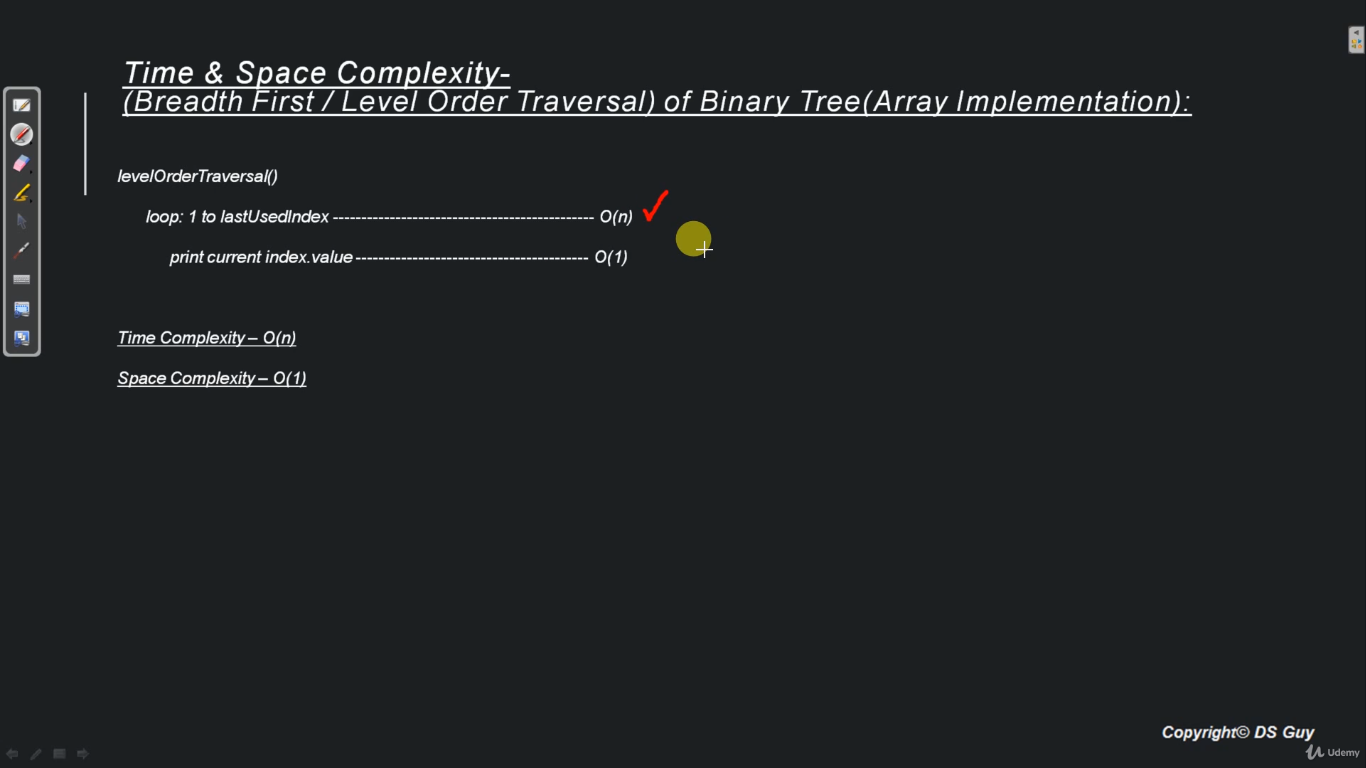 Time & Space Complexity-
(Breadth First / Level Order Traversal) of Binary Tree(Array Implementation):
levelOrderTraversal()
loop: 1 to lastUsedIndex ---------------------------------------------- O(n)
print current index.value ----------------------------------------- O(1)
Time Complexity – O(n)
Space Complexity – O(1)
Copyright© DS Guy
Udemy